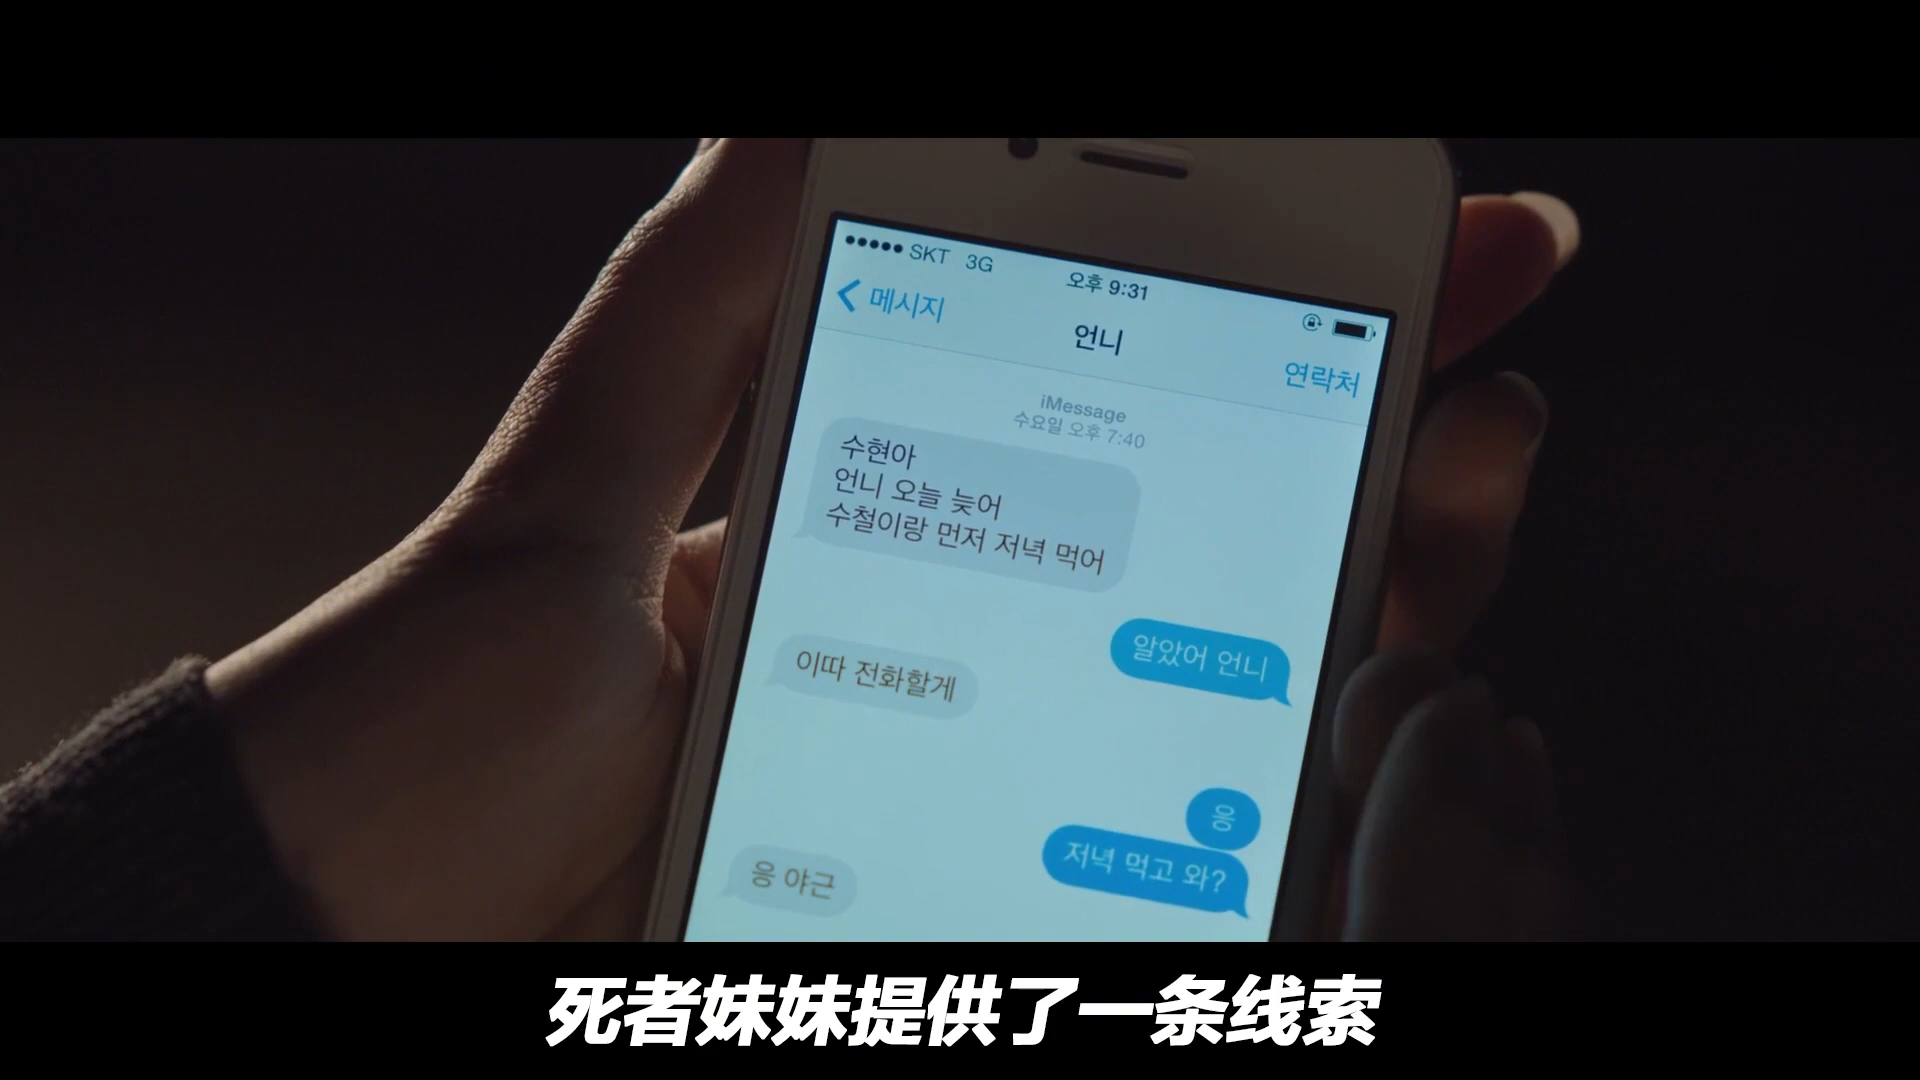 SKT 3G 오후 9:31
메시지 언니 연락처
iMessage
수요일 오후 7:40
수현아
언니 오늘 늦어
수철이랑 먼저 저녁 먹어
알았어 언니
이따 전화할게
응
저녁 먹고 와?
응 야근
死者妹妹提供了一条线索